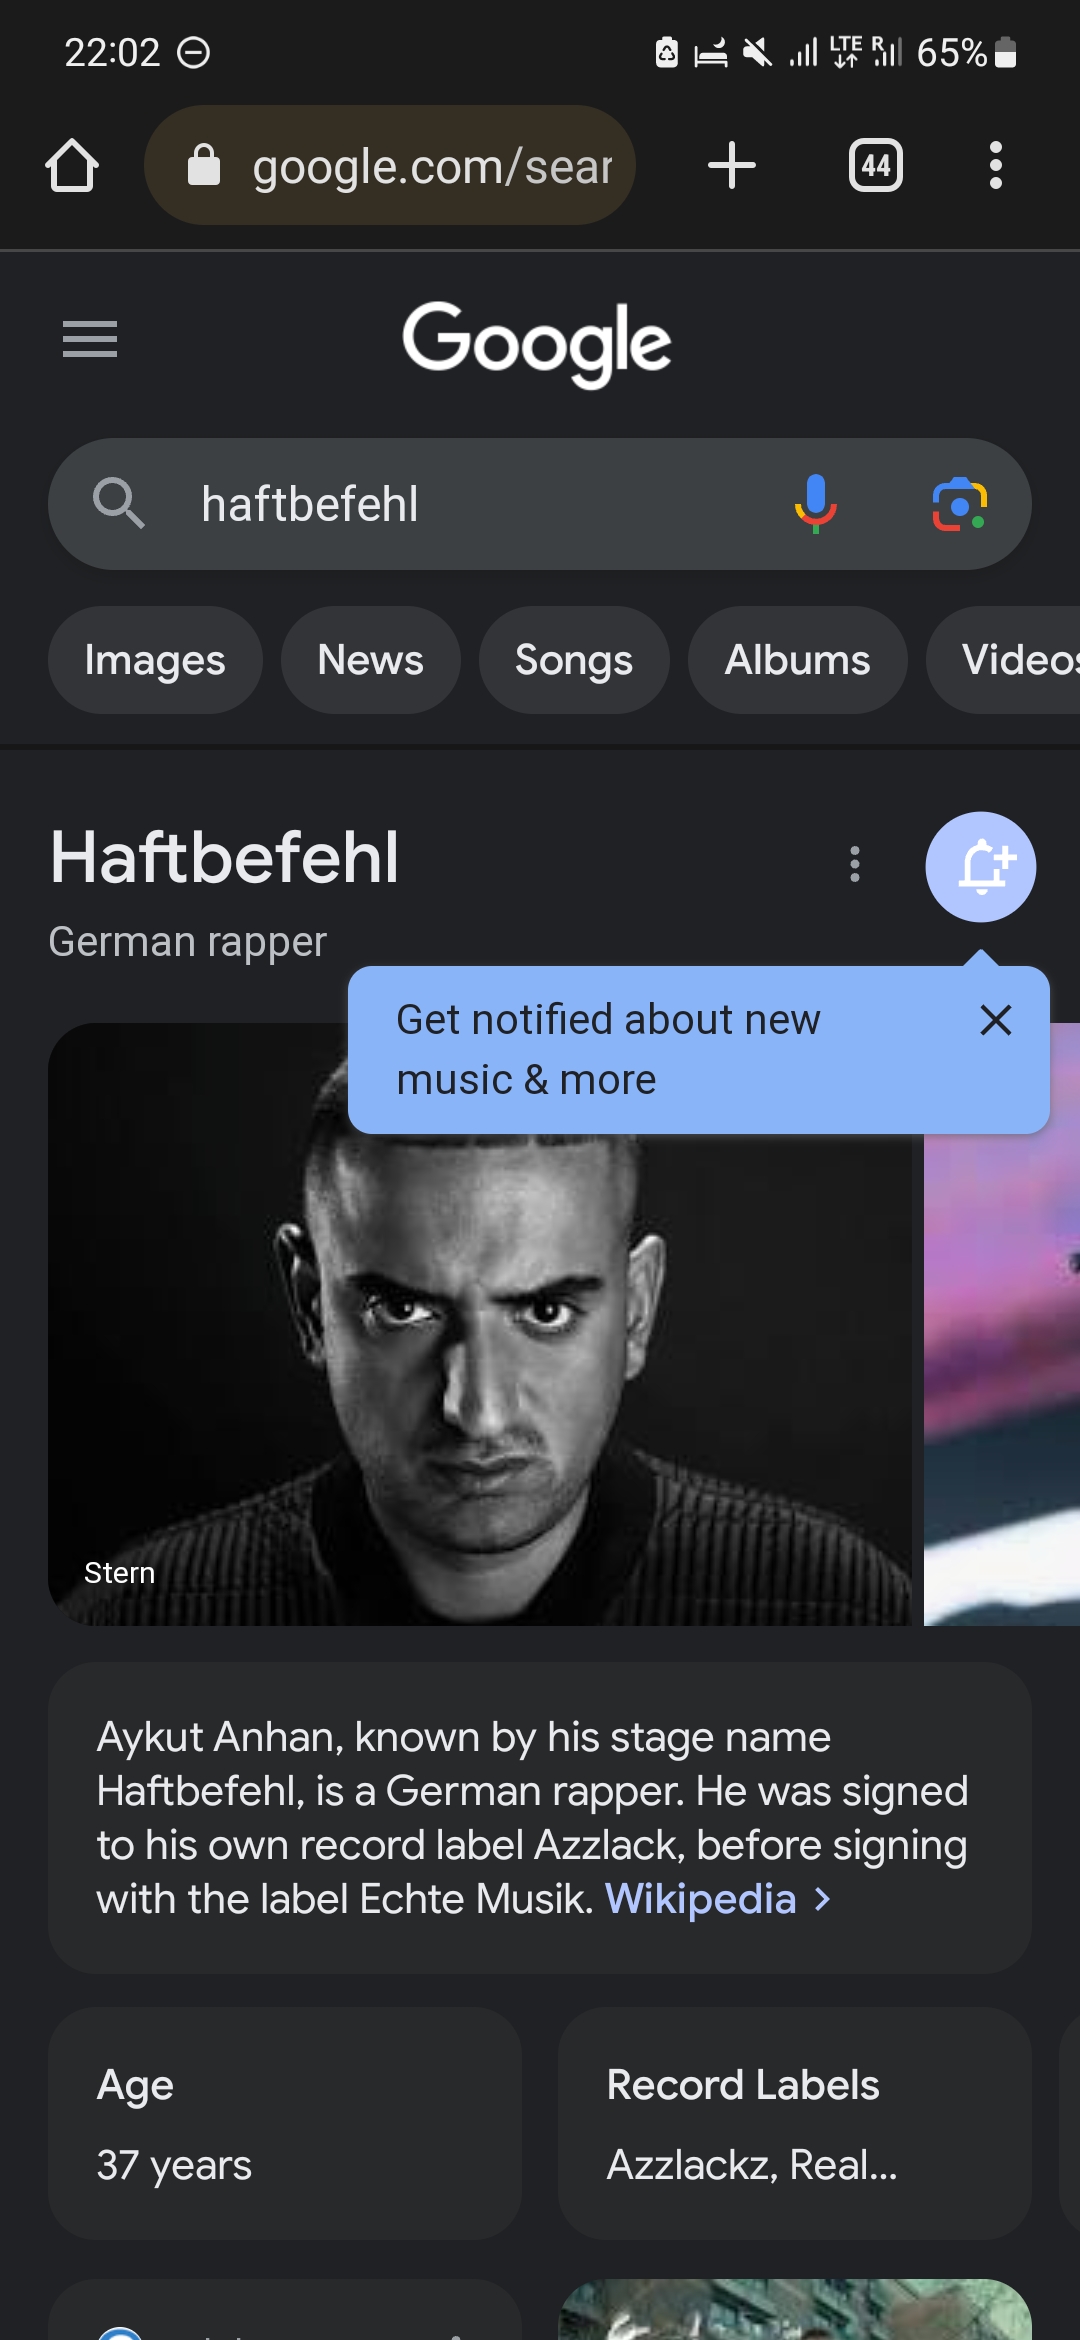 22:02
LTE R 65%
google.com/sear
44
Google
haftbefehl
Images News Songs Albums Videos
Haftbefehl
German rapper
Get notified about new
music & more
Stern
Aykut Anhan, known by his stage name
Haftbefehl, is a German rapper. He was signed
to his own record label Azzlack, before signing
with the label Echte Musik. Wikipedia
Age
37 years
Record Labels
Azzlackz, Real...